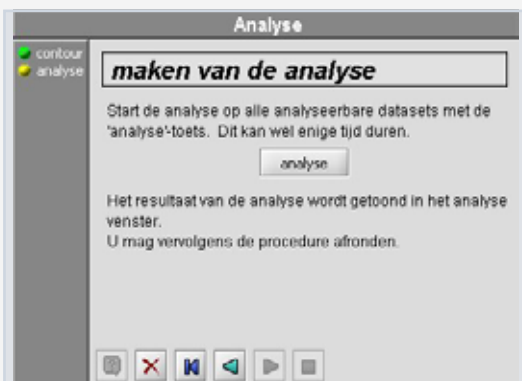 Analyse
contour
analyse
maken van de analyse
Start de analyse op alle analyseerbare datasets met de
'analyse'-toets. Dit kan wel enige tijd duren.
analyse
Het resultaat van de analyse wordt getoond in het analyse
venster.
U mag vervolgens de procedure afronden.